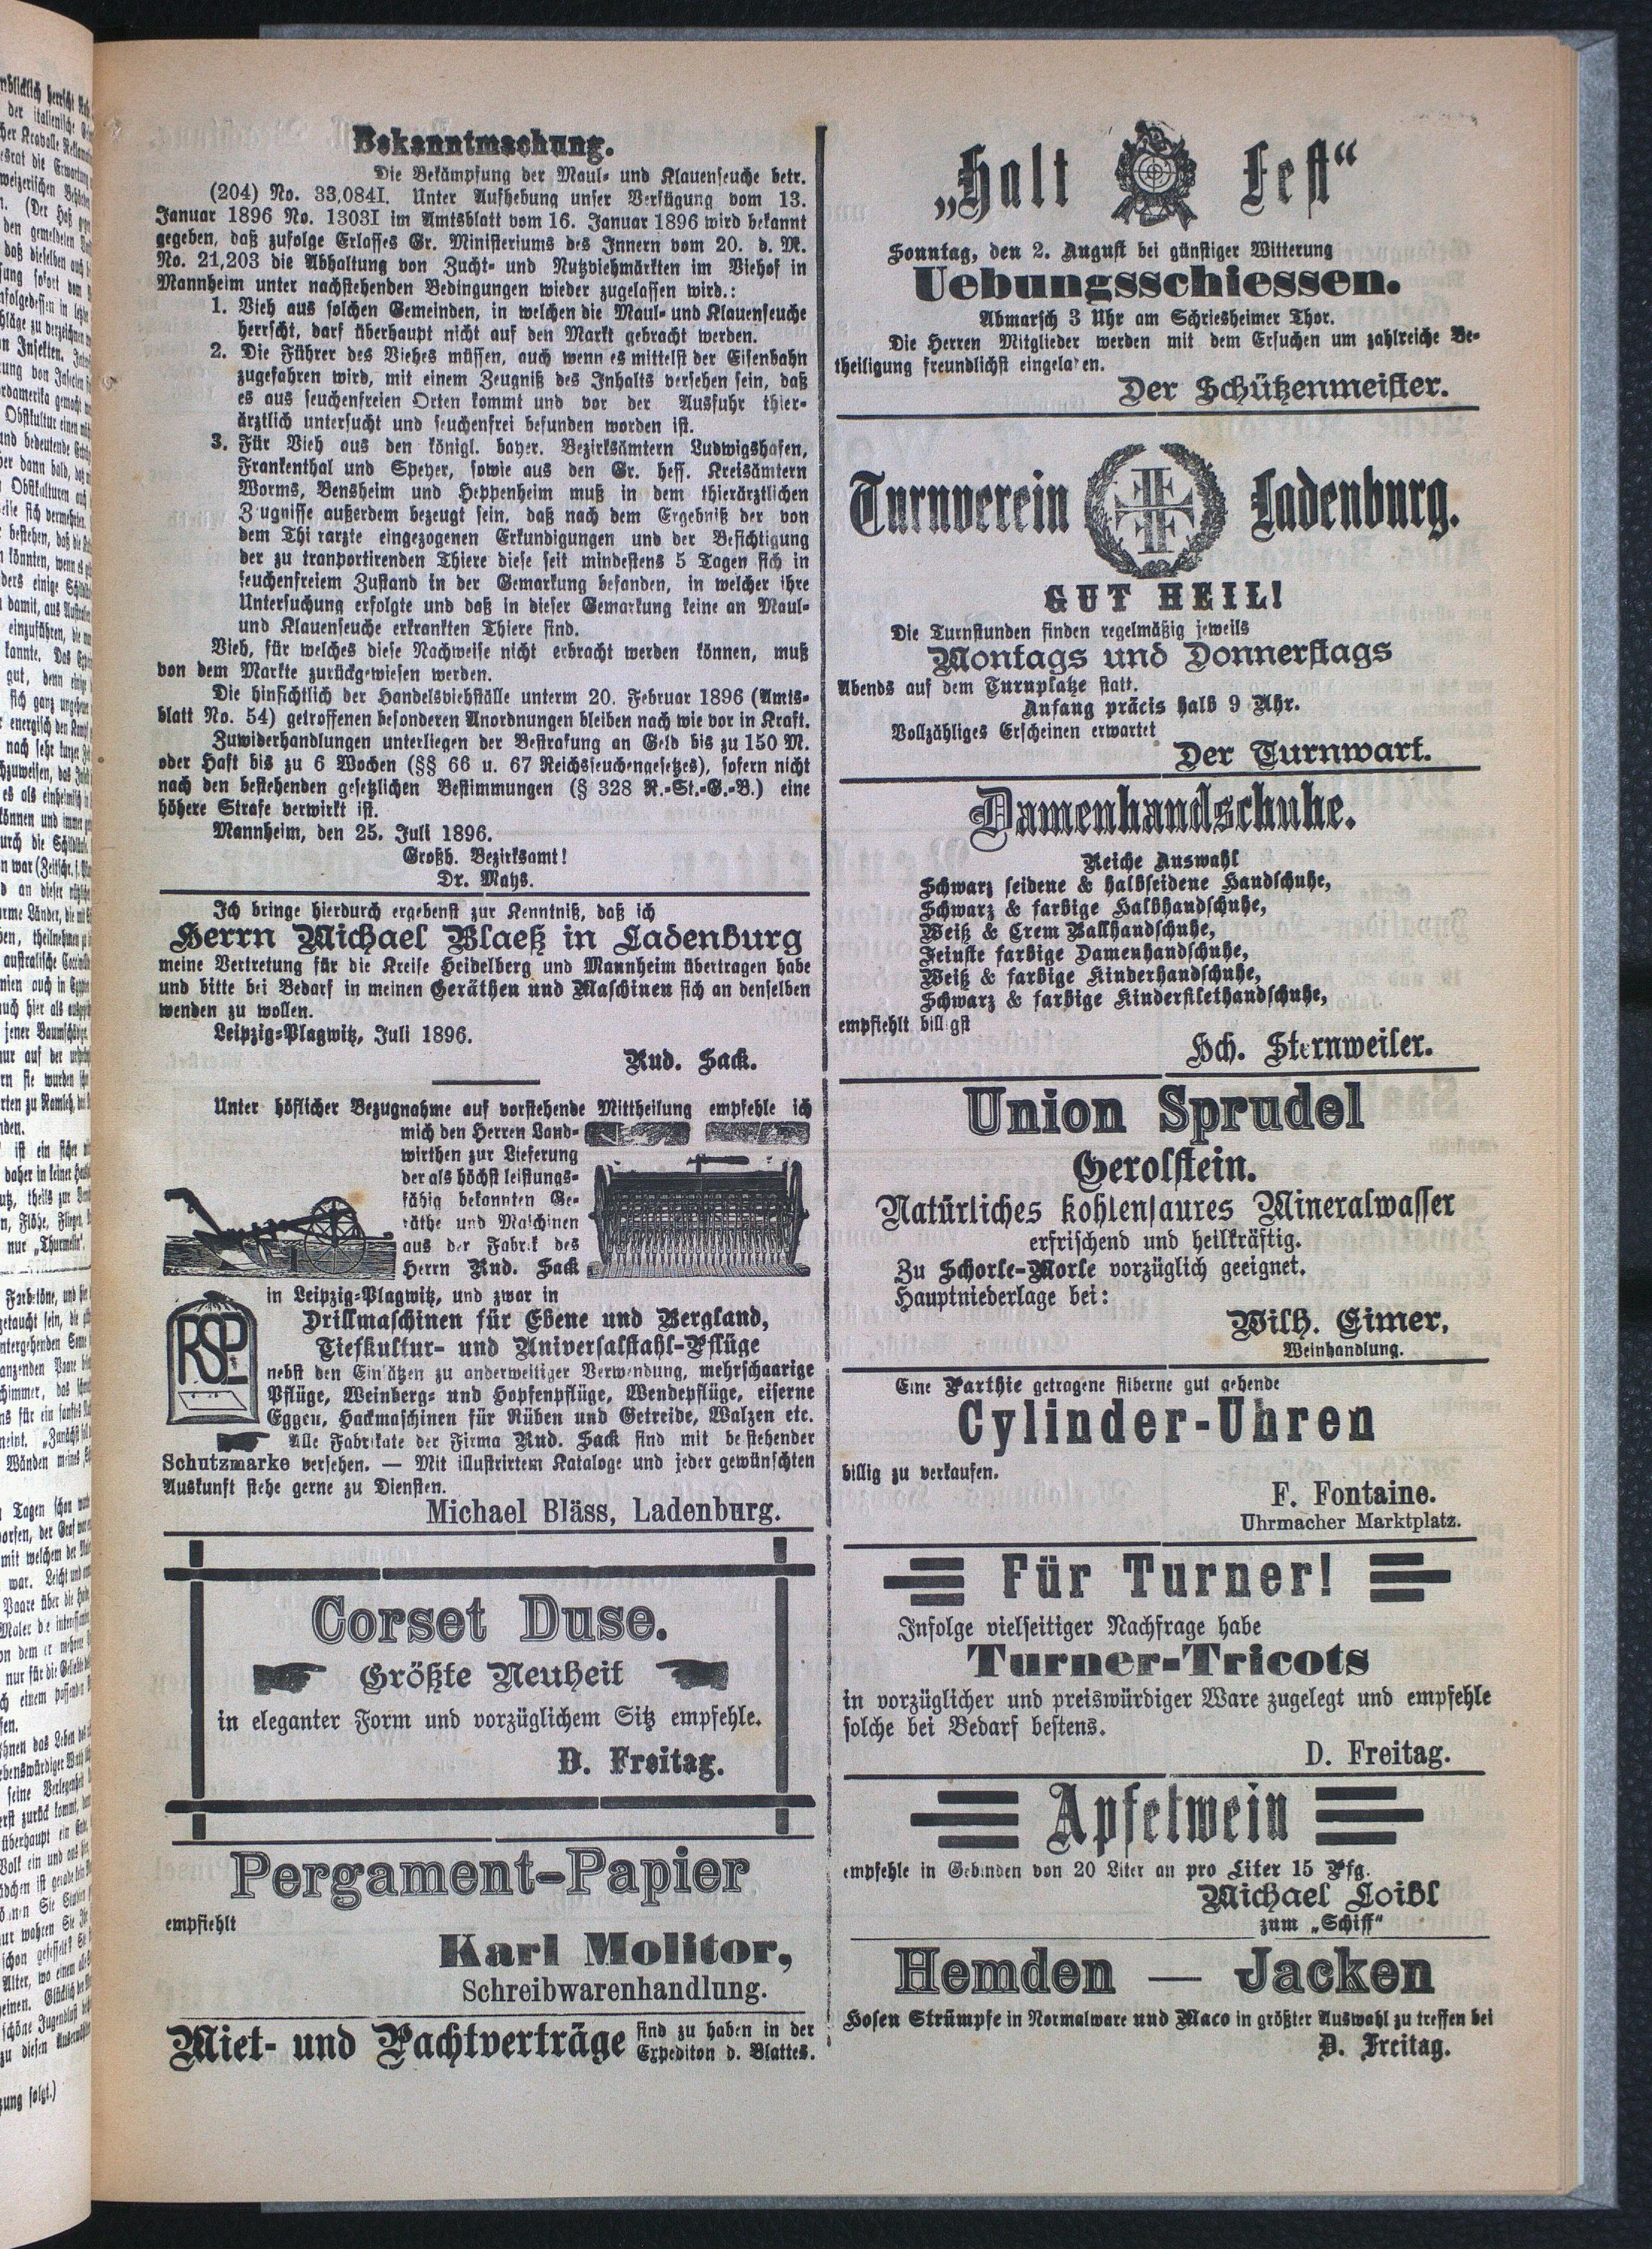 Bekanntmachung.
Die Bekämpfung der Maul- und Klauenseuche betr.
(204) No. 33,084I. Unter Aufhebung unser Verfügung vom 13.
Januar 1896 No. 1303I im Amtsblatt vom 16. Januar 1896 wird bekannt
gegeben, daß zufolge Erlasses Gr. Ministeriums des Innern vom 20. d. M.
No. 21,203 die Abhaltung von Zucht- und Nutzviehmärkten im Viehof in
Mannheim unter nachstehenden Bedingungen wieder zugelassen wird.:
1. Vieh aus solchen Gemeinden, in welchen die Maul- und Klauenseuche
herrscht, darf überhaupt nicht auf den Markt gebracht werden.
2. Die Führer des Viehes müssen, auch wenn es mittelst der Eisenbahn
zugefahren wird, mit einem Zeugniß des Inhalts versehen sein, daß
es aus seuchenfreien Orten kommt und vor der Ausfuhr thier-
ärztlich untersucht und seuchenfrei befunden worden ist.
3. Für Vieh aus den königl. bayer. Bezirksämtern Ludwigshafen,
Frankenthal und Speyer, sowie aus den Gr. hess. Kreisämtern
Worms, Bensheim und Heppenheim muß in dem thierärztlichen
Z ugnisse außerdem bezeugt sein, daß nach dem Ergebniß der von
dem Thi rarzte eingezogenen Erkundigungen und der Besichtigung
der zu tranportirenden Thiere diese seit mindestens 5 Tagen sich in
seuchenfreiem Zustand in der Gemarkung befanden, in welcher ihre
Untersuchung erfolgte und daß in dieser Gemarkung keine an Maul-
und Klauenseuche erkrankten Thiere sind.
Vieh, für welches diese Nachweise nicht erbracht werden können, muß
von dem Markte zurückgewiesen werden.
Die hinsichtlich der Handelsviehställe unterm 20. Februar 1896 (Amts-
blatt No. 54) getroffenen besonderen Anordnungen bleiben nach wie vor in Kraft.
Zuwiderhandlungen unterliegen der Bestrafung an Geld bis zu 150 M.
oder Haft bis zu 6 Wochen (§§ 66 u. 67 Reichsseuchengesetzes), sofern nicht
nach den bestehenden gesetzlichen Bestimmungen (§ 328 R.-St.-G.-B.) eine
höhere Strafe verwirkt ist.
Mannheim, den 25. Juli 1896.
Großh. Bezirksamt!
Dr. Mays.
Ich bringe hierdurch ergebenst zur Kenntniß, daß ich
Herrn Michael Blaeß in Ladenburg
meine Vertretung für die Kreise Heidelberg und Mannheim übertragen habe
und bitte bei Bedarf in meinen Geräthen und Maschinen sich an denselben
wenden zu wollen.
Leipzig-Plagwitz, Juli 1896.
Rud. Sack.
Unter höflicher Bezugnahme auf vorstehende Mittheilung empfehle ich
mich den Herren Land-
wirthen zur Lieferung
der als höchst leistungs-
fähig bekannten Ge-
räthe und Maschinen
aus der Fabrik des
Herrn Rud. Sack
in Leipzig-Plagwitz, und zwar in
RSP
Drillmaschinen für Ebene und Bergland,
Tiefkultur- und Universalstahl-Pflüge
nebst den Einsätzen zu anderweitiger Verwendung, mehrschaarige
Pflüge, Weinberg- und Hopfenpflüge, Wendepflüge, eiserne
Eggen, Hackmaschinen für Rüben und Getreide, Walzen etc.
Alle Fabrikate der Firma Rud. Sack sind mit bestehender
Schutzmarke versehen. — Mit illustrirtem Kataloge und jeder gewünschten
Auskunft stehe gerne zu Diensten.
Michael Bläss, Ladenburg.
Corset Duse.
Größte Neuheit
in eleganter Form und vorzüglichem Sitz empfehle.
D. Freitag.
Pergament-Papier
empfiehlt
Karl Molitor,
Schreibwarenhandlung.
Miet- und Pachtverträge sind zu haben in der
Expediton d. Blattes.
„Halt Fest“
Sonntag, den 2. August bei günstiger Witterung
Uebungsschiessen.
Abmarsch 3 Uhr am Schriesheimer Thor.
Die Herren Mitglieder werden mit dem Ersuchen um zahlreiche Be-
theiligung freundlichst eingela en.
Der Schützenmeister.
Turnverein Ladenburg.
GUT HEIL!
Die Turnstunden finden regelmäßig jeweils
Montags und Donnerstags
Abends auf dem Turnplatze statt.
Anfang präcis halb 9 Uhr.
Vollzähliges Erscheinen erwartet
Der Turnwart.
Damenhandschuhe.
Reiche Auswahl
Schwarz seidene & halbseidene Handschuhe,
Schwarz & farbige Halbhandschuhe,
Weiß & Crem Ballhandschuhe,
Feinste farbige Damenhandschuhe,
Weiß & farbige Kinderhandschuhe,
Schwarz & farbige Kinderfilethandschuhe,
empfiehlt billigst
Hch. Sternweiler.
Union Sprudel
Gerolstein.
Natürliches kohlensaures Mineralwasser
erfrischend und heilkräftig.
Zu Schorle-Morle vorzüglich geeignet.
Hauptniederlage bei:
Wilh. Eimer,
Weinhandlung.
Eine Parthie getragene silberne gut gehende
Cylinder-Uhren
billig zu verkaufen.
F. Fontaine.
Uhrmacher Marktplatz.
Für Turner!
Infolge vielseitiger Nachfrage habe
Turner-Tricots
in vorzüglicher und preiswürdiger Ware zugelegt und empfehle
solche bei Bedarf bestens.
D. Freitag.
Apfelwein
empfehle in Gebinden von 20 Liter an pro Liter 15 Pfg.
Michael Loibl
zum „Schiff“
Hemden — Jacken
Hosen Strümpfe in Normalware und Maco in größter Auswahl zu treffen bei
D. Freitag.